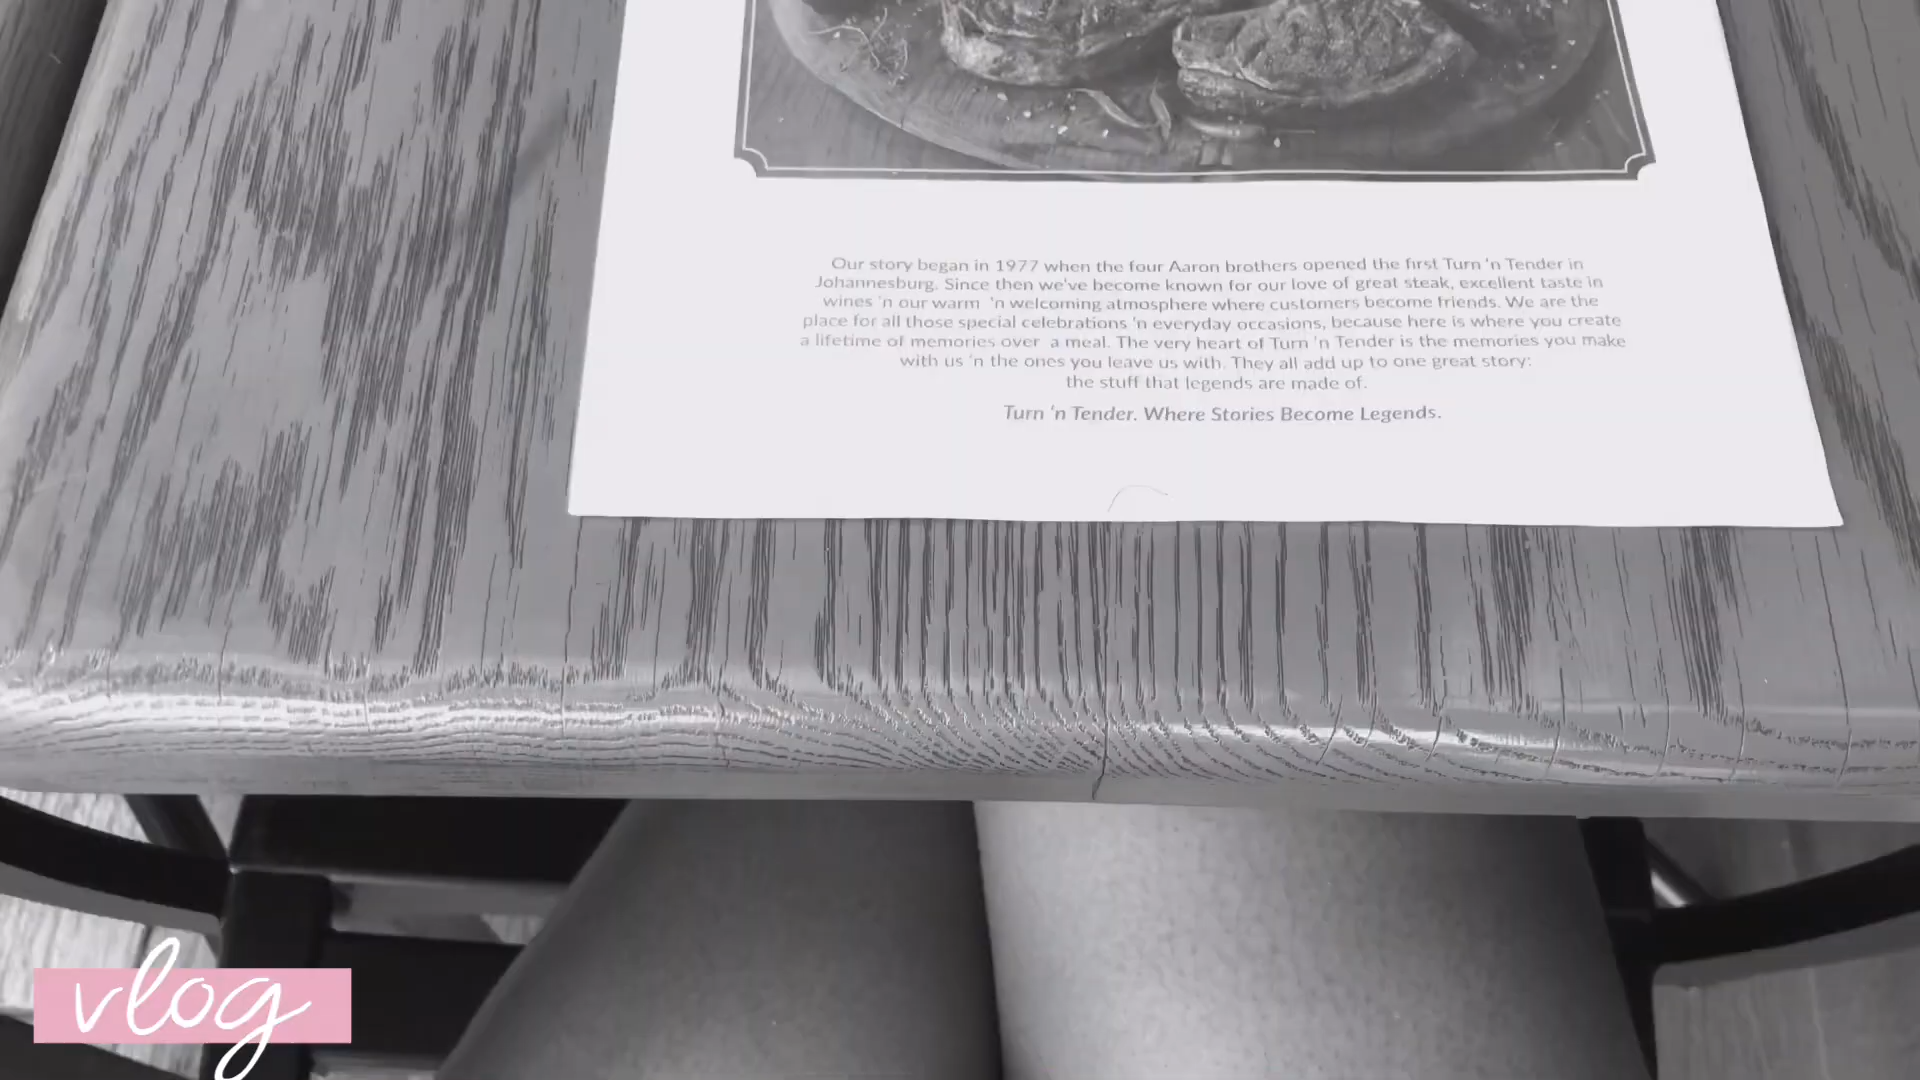 Our story began in 1977 when the four Aaron brothers opened the first Turn 'n Tender in
Johannesburg. Since then we've become known for our love of great steak, excellent taste in
wines 'n our warm 'n welcoming atmosphere where customers become friends. We are the
place for all those special celebrations 'n everyday occasions, because here is where you create
a lifetime of memories over a meal. The very heart of Turn 'n Tender is the memories you make
with us 'n the ones you leave us with. They all add up to one great story:
the stuff that legends are made of.
Turn 'n Tender. Where Stories Become Legends.
vlog